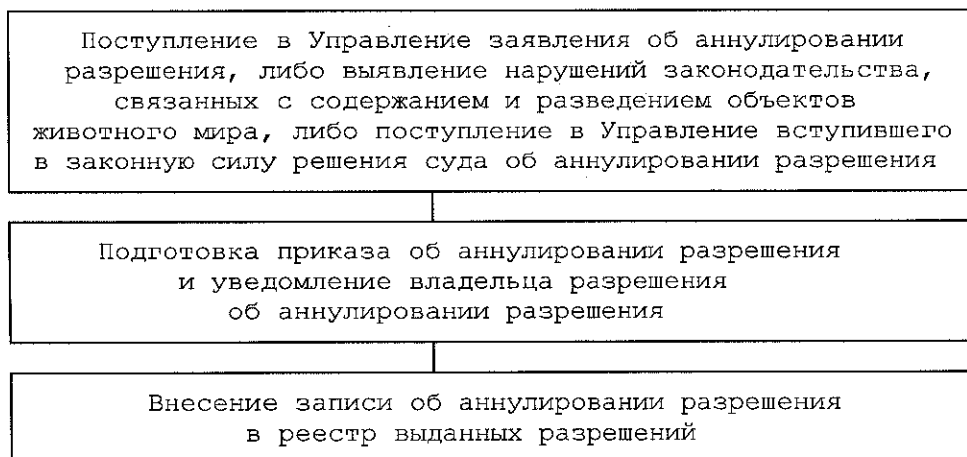 Поступление в Управление заявления об аннулировании
разрешения, либо выявление нарушений законодательства,
связанных с содержанием и разведением объектов
животного мира, либо поступление в Управление вступившего
в законную силу решения суда об аннулировании разрешения
Подготовка приказа об аннулировании разрешения
и уведомление владельца разрешения
об аннулировании разрешения
Внесение записи об аннулировании разрешения
в реестр выданных разрешений